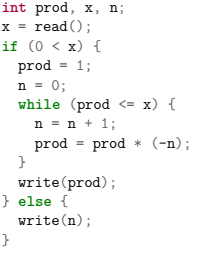 int prod, x, n;
x = read();
if (0 < x) {
  prod = 1;
  n = 0;
  while (prod <= x) {
    n = n + 1;
    prod = prod * (-n);
  }
  write(prod);
} else {
  write(n);
}